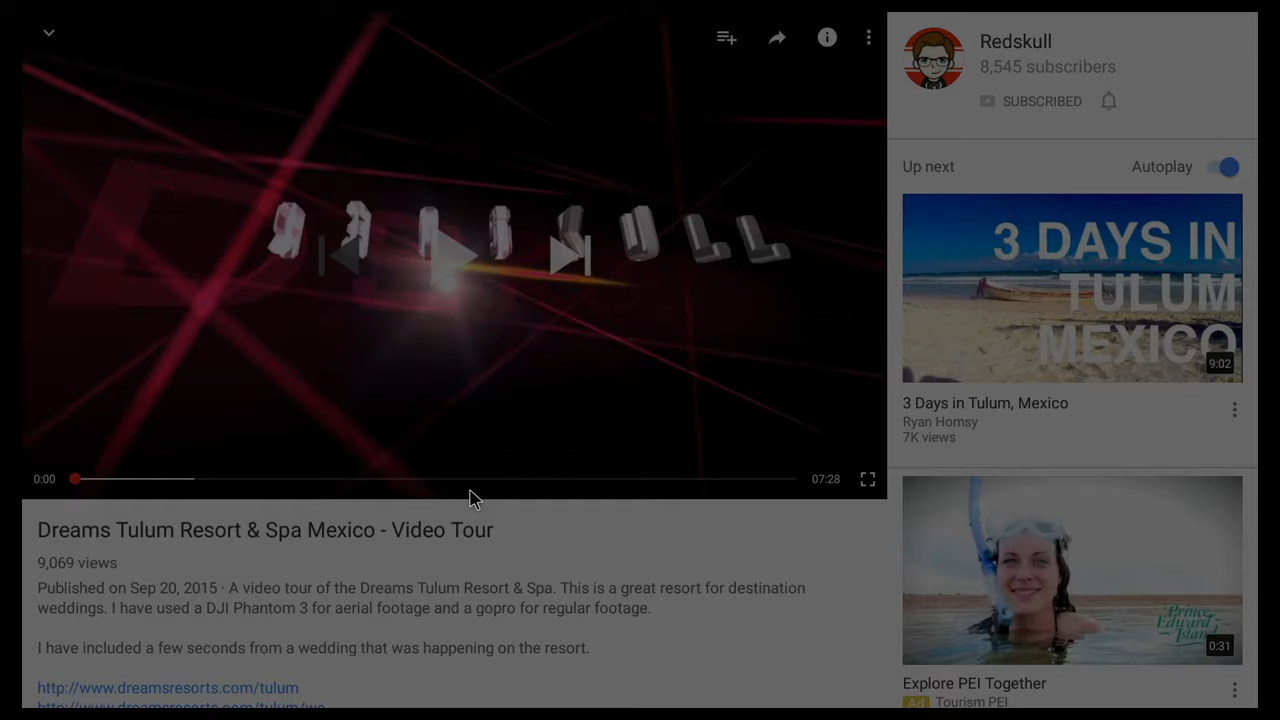 Redskull
8,545 subscribers
SUBSCRIBED
Up next
Autoplay
3 DAYS IN
TULUM
MEXICO
9:02
3 Days in Tulum, Mexico
Ryan Homsy
7K views
0:00
07:28
Dreams Tulum Resort & Spa Mexico - Video Tour
9,069 views
Published on Sep 20, 2015 · A video tour of the Dreams Tulum Resort & Spa. This is a great resort for destination
weddings. I have used a DJI Phantom 3 for aerial footage and a gopro for regular footage.
I have included a few seconds from a wedding that was happening on the resort.
http://www.dreamsresorts.com/tulum
Prince
Edward
Island
0:31
Explore PEI Together
Ad Tourism PEI